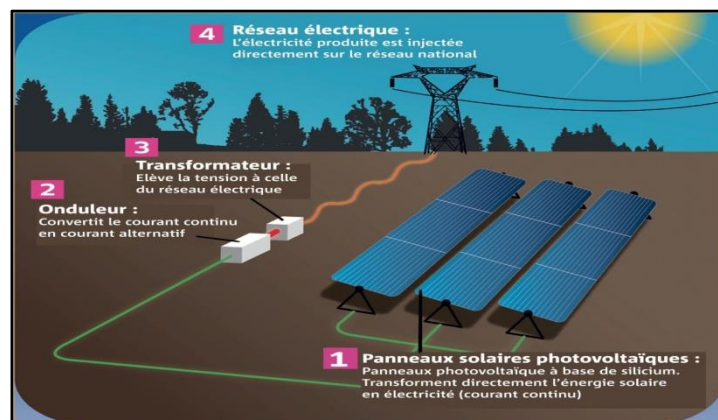 4 Réseau électrique :
L'électricité produite est injectée
directement sur le réseau national
3
Transformateur :
Elève la tension à celle
du réseau électrique
2
Onduleur :
Convertit le courant continu
en courant alternatif
1 Panneaux solaires photovoltaïques :
Panneaux photovoltaïque à base de silicium.
Transforment directement l'énergie solaire
en électricité (courant continu)